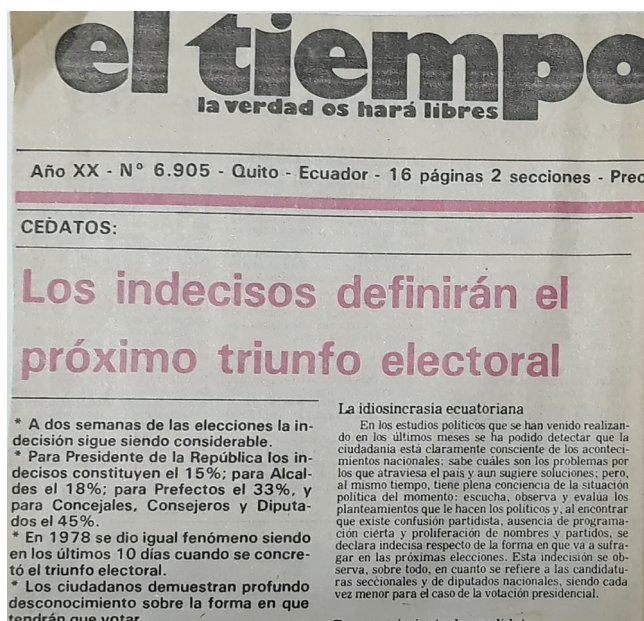 el tiempo
la verdad os hará libres
Año XX - Nº 6.905 - Quito - Ecuador - 16 páginas 2 secciones - Prec
CEDATOS:
Los indecisos definirán el
próximo triunfo electoral
* A dos semanas de las elecciones la in-
decisión sigue siendo considerable.
* Para Presidente de la República los in-
decisos constituyen el 15%; para Alcal-
des el 18%; para Prefectos el 33%, y
para Concejales, Consejeros y Diputa-
dos el 45%.
* En 1978 se dio igual fenómeno siendo
en los últimos 10 días cuando se concre-
tó el triunfo electoral.
* Los ciudadanos demuestran profundo
desconocimiento sobre la forma en que
tendrán que votar
La idiosincrasia ecuatoriana
En los estudios políticos que se han venido realizan-
do en los últimos meses se ha podido detectar que la
ciudadanía está claramente consciente de los aconteci-
mientos nacionales; sabe cuáles son los problemas por
los que atraviesa el país y aun sugiere soluciones; pero,
al mismo tiempo, tiene plena conciencia de la situación
política del momento: escucha, observa y evalúa los
planteamientos que le hacen los políticos y, al encontrar
que existe confusión partidista, ausencia de programa-
ción cierta y proliferación de nombres y partidos, se
declara indecisa respecto de la forma en que va a sufra-
gar en las próximas elecciones. Esta indecisión se ob-
serva, sobre todo, en cuanto se refiere a las candidatu-
ras seccionales y de diputados nacionales, siendo cada
vez menor para el caso de la votación presidencial.